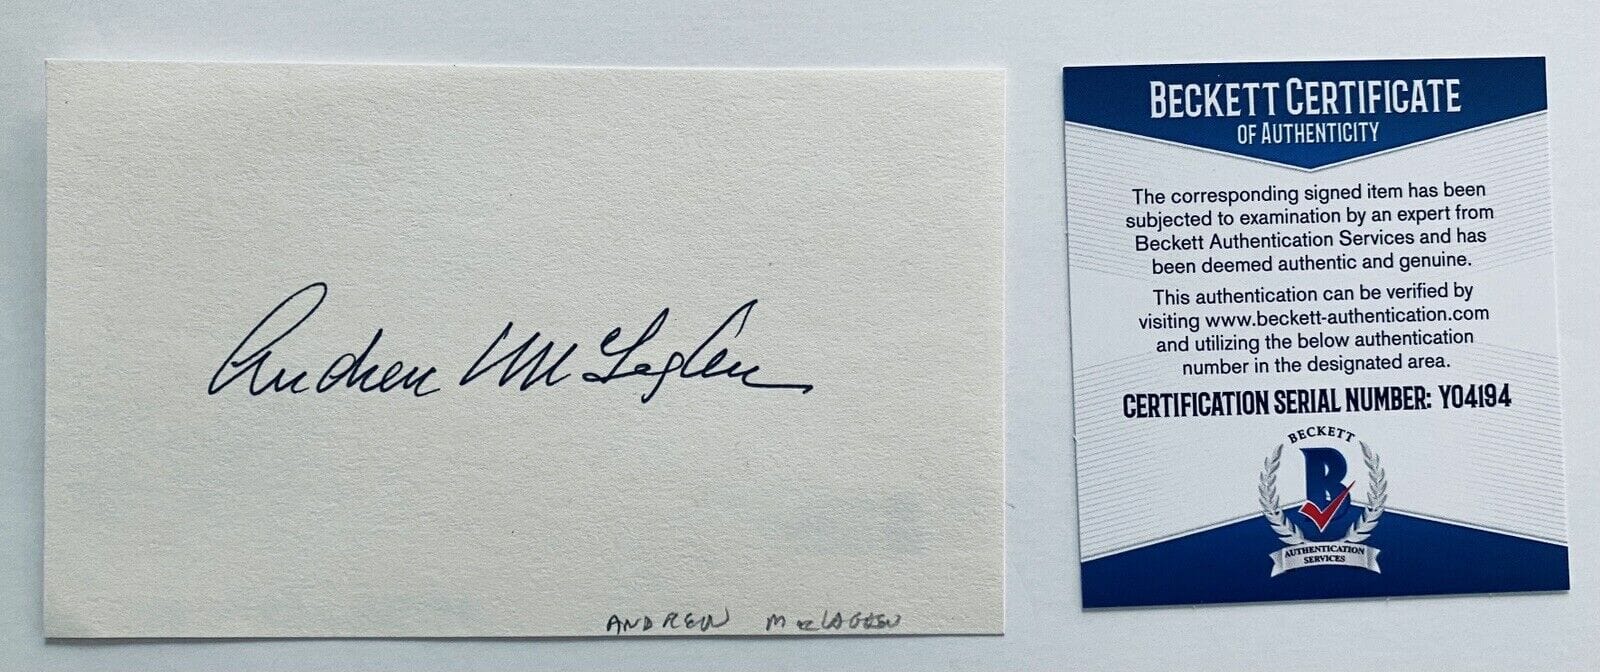 Andrew McLaglen
ANDREW McLAGLEN
BECKETT CERTIFICATE
OF AUTHENTICITY
The corresponding signed item has been
subjected to examination by an expert from
Beckett Authentication Services and has
been deemed authentic and genuine.
This authentication can be verified by
visiting www.beckett-authentication.com
and utilizing the below authentication
number in the designated area.
CERTIFICATION SERIAL NUMBER: Y04194
BECKETT
B
AUTHENTICATION
SERVICES